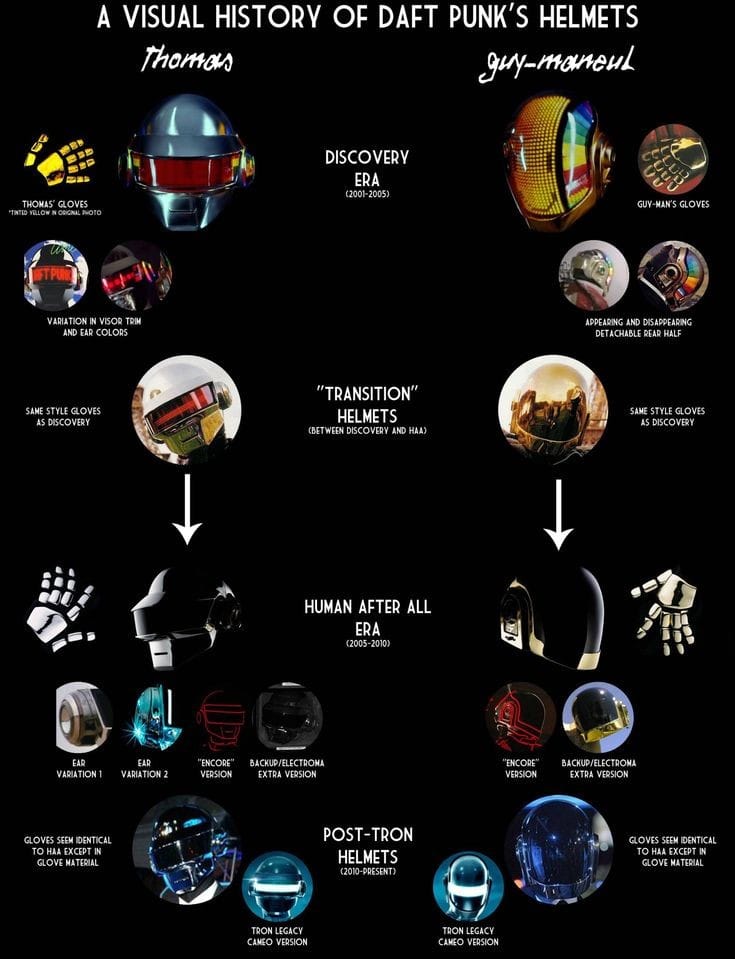 A VISUAL HISTORY OF DAFT PUNK'S HELMETS
Thomas
guy-maneul
DISCOVERY
ERA
(2001-2005)
THOMAS' GLOVES
*TINTED YELLOW IN ORIGNAL PHOTO
GUY-MAN'S GLOVES
DAFT PUNK
VARIATION IN VISOR TRIM
AND EAR COLORS
APPEARING AND DISAPPEARING
DETACHABLE REAR HALF
SAME STYLE GLOVES
AS DISCOVERY
"TRANSITION"
HELMETS
(BETWEEN DISCOVERY AND HAA)
SAME STYLE GLOVES
AS DISCOVERY
HUMAN AFTER ALL
ERA
(2005-2010)
EAR
VARIATION 1
EAR
VARIATION 2
"ENCORE"
VERSION
BACKUP/ELECTROMA
EXTRA VERSION
"ENCORE"
VERSION
BACKUP/ELECTROMA
EXTRA VERSION
GLOVES SEEM IDENTICAL
TO HAA EXCEPT IN
GLOVE MATERIAL
POST-TRON
HELMETS
(2010-PRESENT)
GLOVES SEEM IDENTICAL
TO HAA EXCEPT IN
GLOVE MATERIAL
TRON LEGACY
CAMEO VERSION
TRON LEGACY
CAMEO VERSION